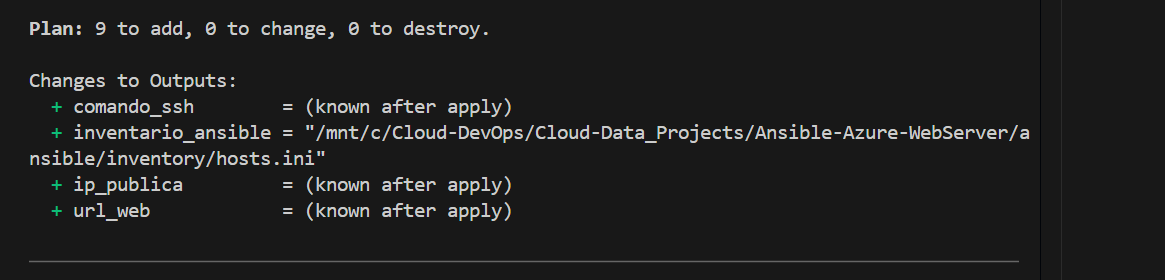 Plan: 9 to add, 0 to change, 0 to destroy.
Changes to Outputs:
+ comando_ssh = (known after apply)
+ inventario_ansible = "/mnt/c/Cloud-DevOps/Cloud-Data_Projects/Ansible-Azure-WebServer/a
nsible/inventory/hosts.ini"
+ ip_publica = (known after apply)
+ url_web = (known after apply)